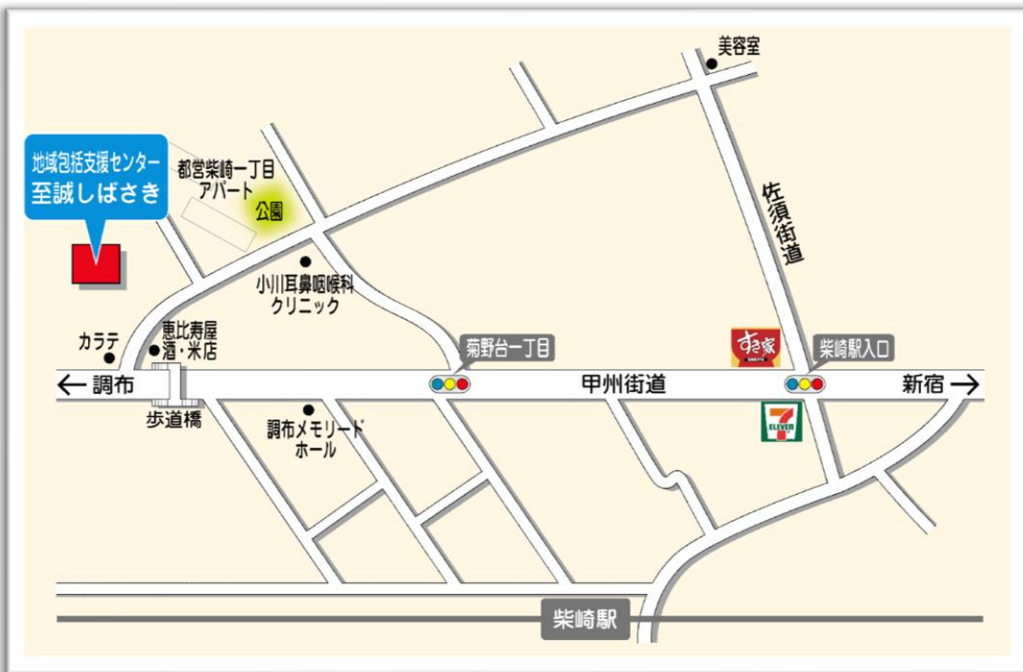 美容室
地域包括支援センター
至誠しばさき
都営柴崎一丁目
アパート
公園
佐須街道
小川耳鼻咽喉科
クリニック
カラテ
恵比寿屋
酒・米店
菊野台一丁目
すき家
柴崎駅入口
←調布
甲州街道
新宿→
歩道橋
調布メモリード
ホール
7
ELEVEN
柴崎駅